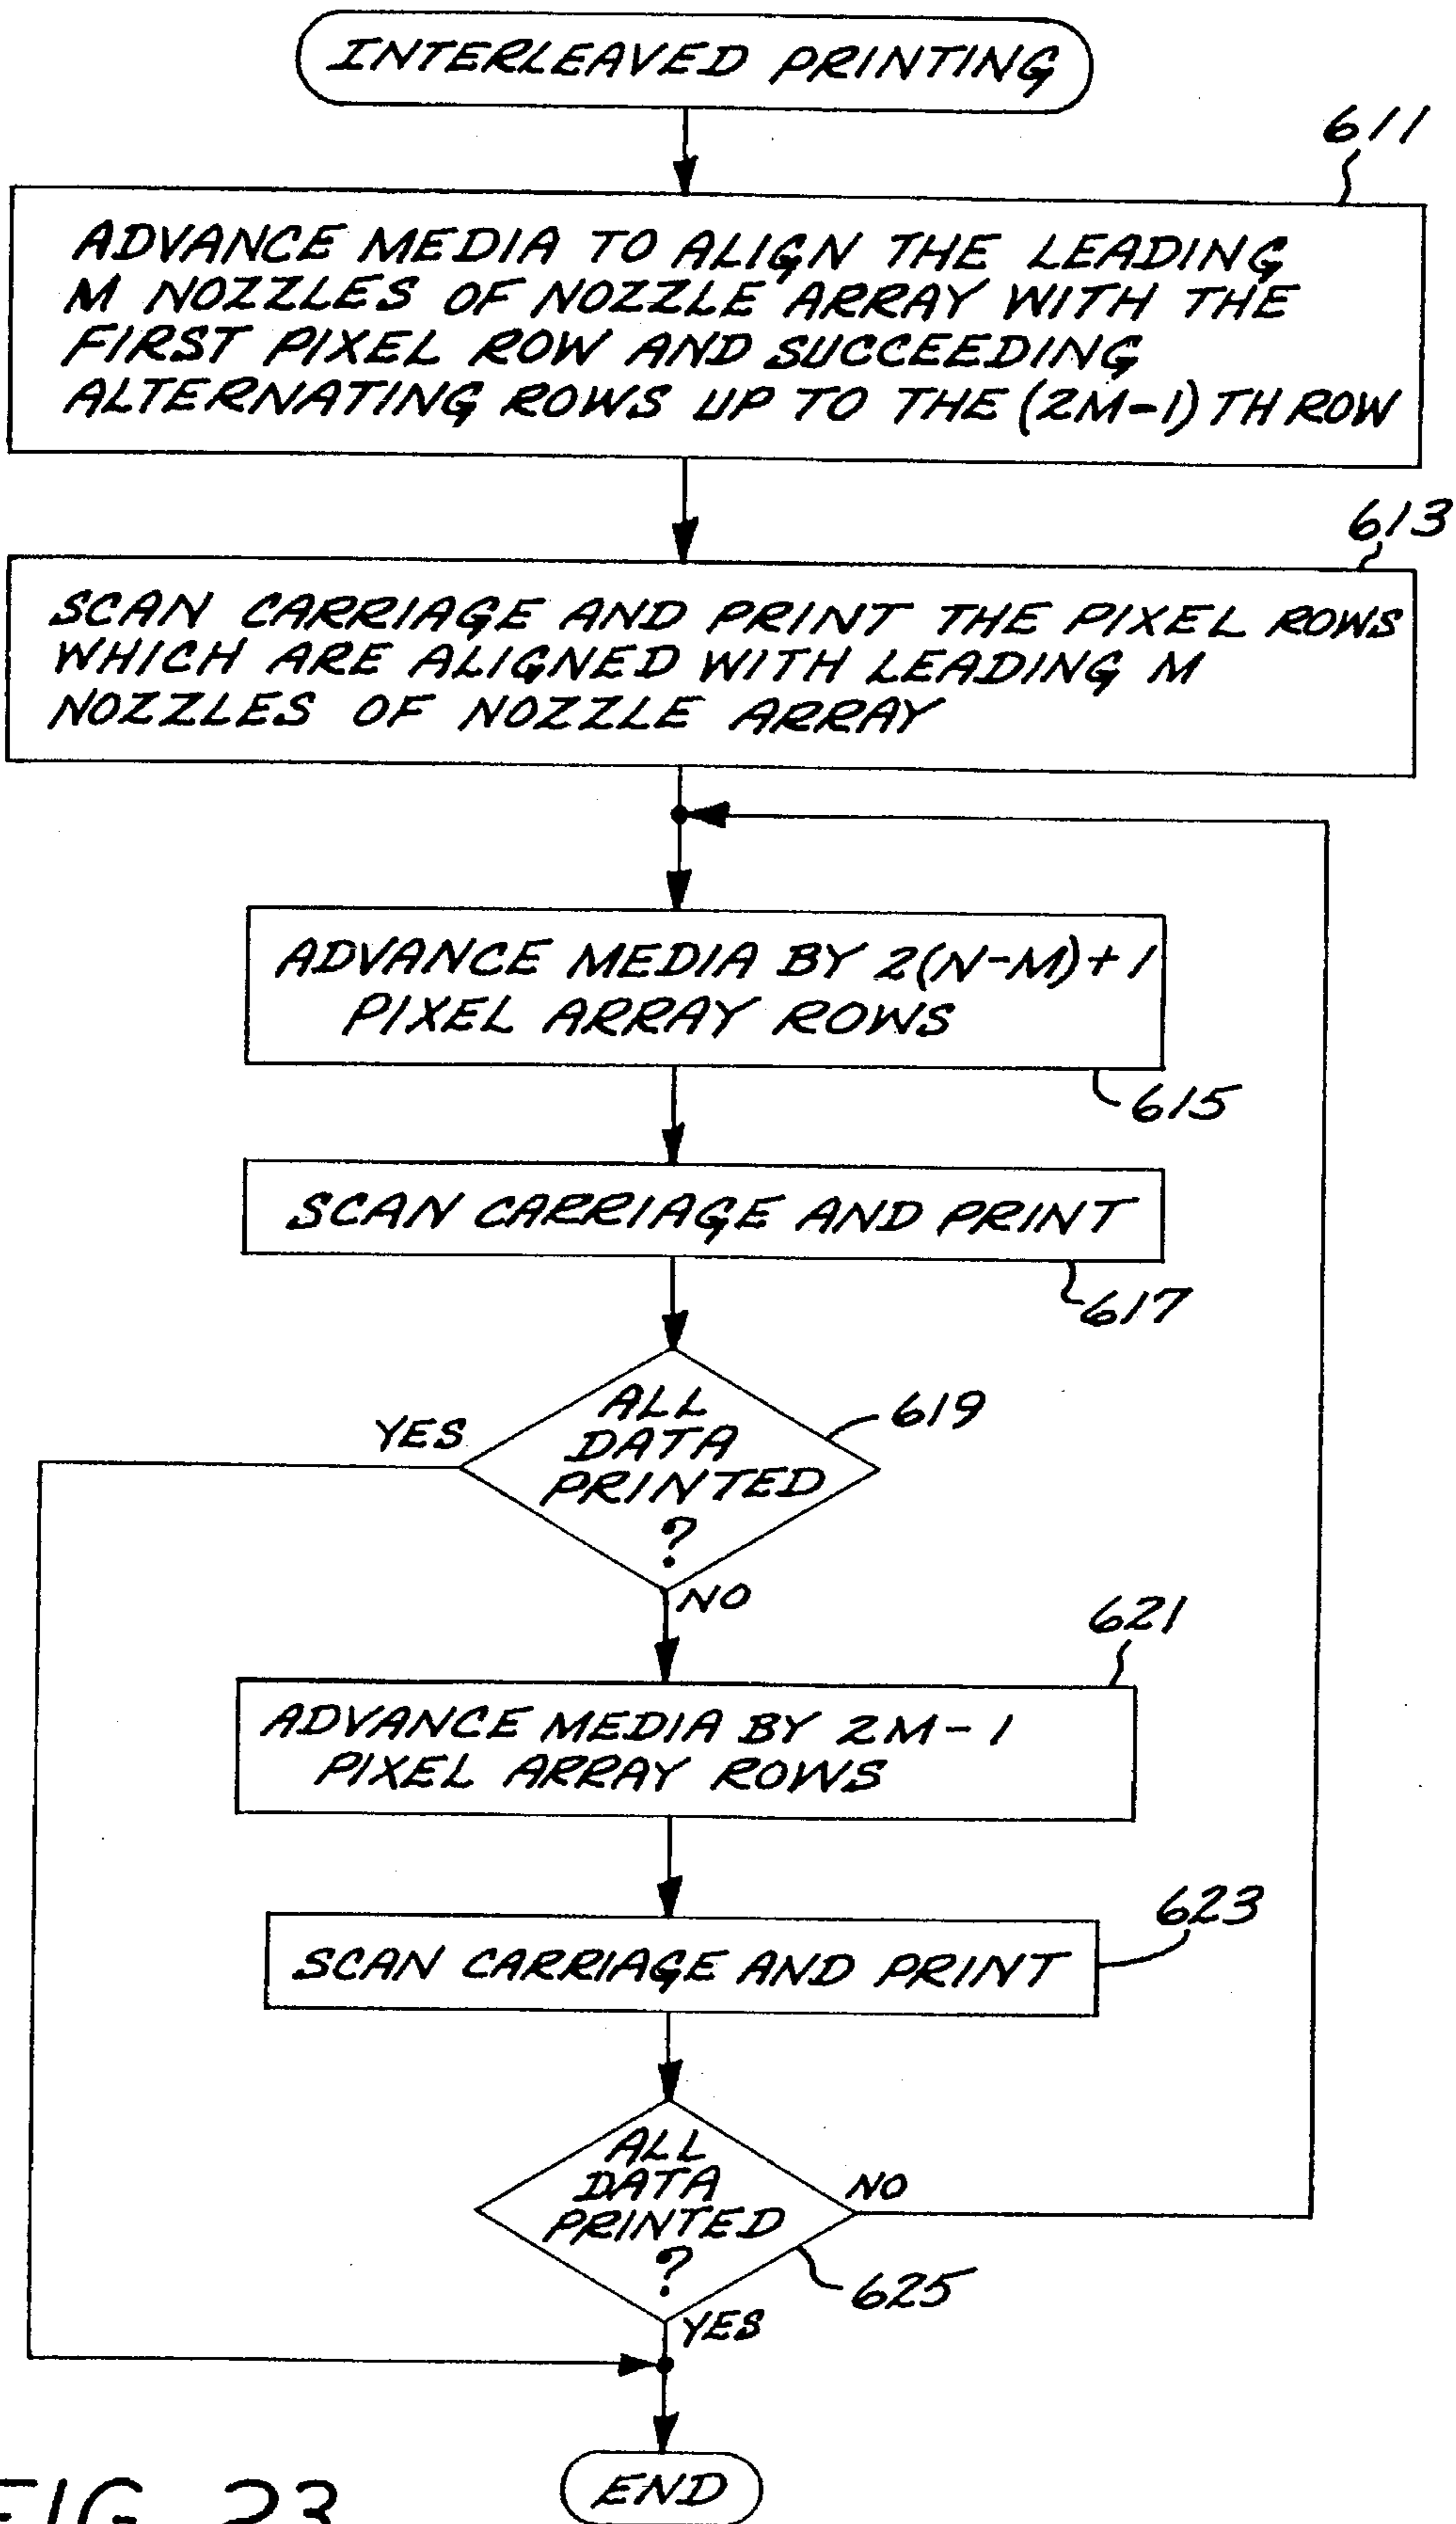 INTERLEAVED PRINTING
611
ADVANCE MEDIA TO ALIGN THE LEADING
M NOZZLES OF NOZZLE ARRAY WITH THE
FIRST PIXEL ROW AND SUCCEEDING
ALTERNATING ROWS UP TO THE (2M-1) TH ROW
613
SCAN CARRIAGE AND PRINT THE PIXEL ROWS
WHICH ARE ALIGNED WITH LEADING M
NOZZLES OF NOZZLE ARRAY
ADVANCE MEDIA BY 2(N-M)+1
PIXEL ARRAY ROWS
615
SCAN CARRIAGE AND PRINT
617
ALL
DATA
PRINTED
?
619
YES
NO
621
ADVANCE MEDIA BY 2M-1
PIXEL ARRAY ROWS
623
SCAN CARRIAGE AND PRINT
ALL
DATA
PRINTED
?
NO
625
YES
END
FIG. 23